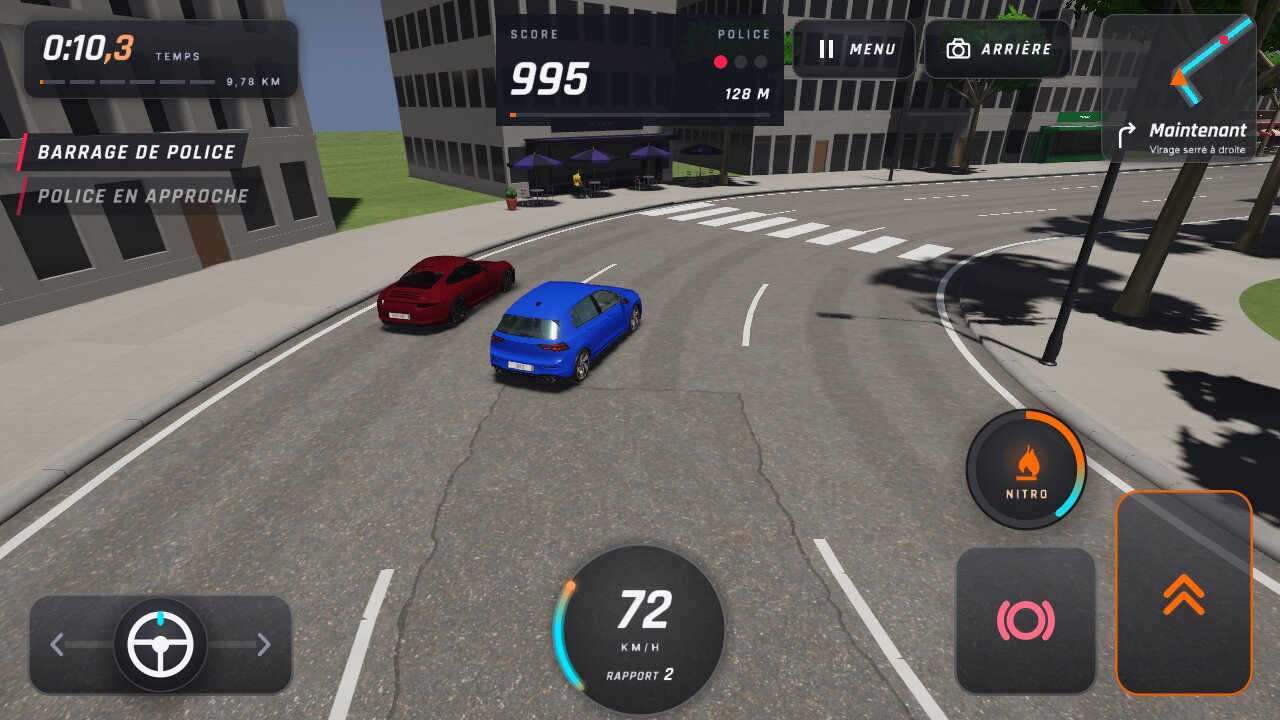 0:10,3 TEMPS
9,78 KM
BARRAGE DE POLICE
POLICE EN APPROCHE
SCORE
995
POLICE
128 M
MENU
ARRIÈRE
Maintenant
Virage serré à droite
NITRO
72
KM/H
RAPPORT 2